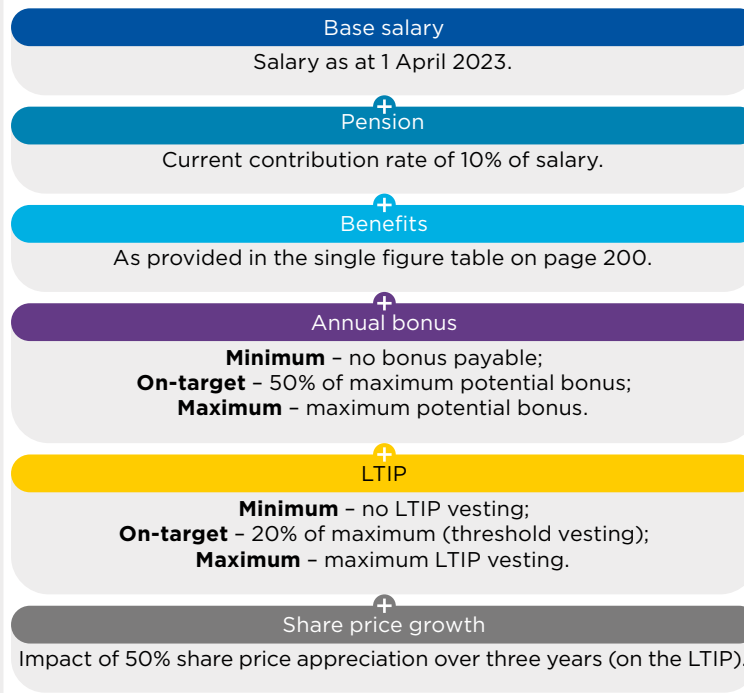 Base salary
Salary as at 1 April 2023.
+
Pension
Current contribution rate of 10% of salary.
+
Benefits
As provided in the single figure table on page 200.
+
Annual bonus
Minimum – no bonus payable;
On-target – 50% of maximum potential bonus;
Maximum – maximum potential bonus.
+
LTIP
Minimum – no LTIP vesting;
On-target – 20% of maximum (threshold vesting);
Maximum – maximum LTIP vesting.
+
Share price growth
Impact of 50% share price appreciation over three years (on the LTIP).